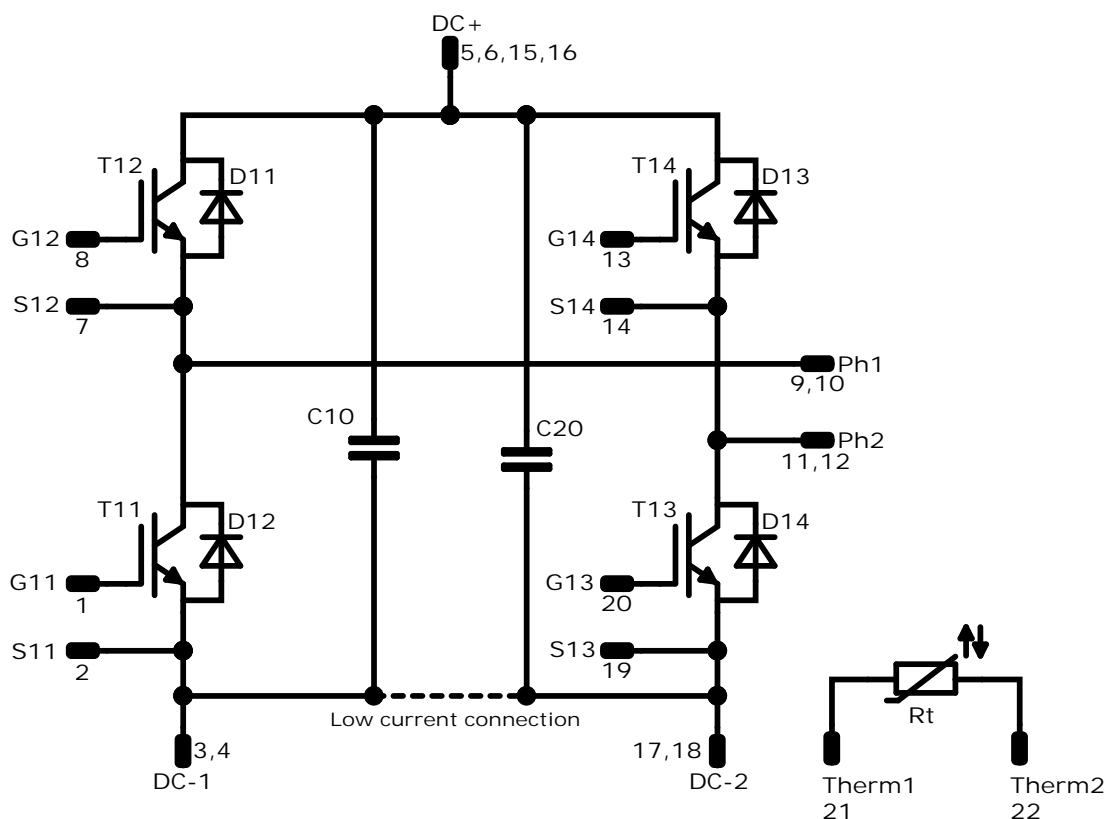 DC+
5,6,15,16
T12
D11
T14
D13
G12
8
G14
13
S12
7
S14
14
Ph1
9,10
C10
C20
Ph2
11,12
T11
D12
T13
D14
G11
1
G13
20
S11
2
S13
19
Low current connection
Rt
3,4
17,18
DC-1
DC-2
Therm1
21
Therm2
22